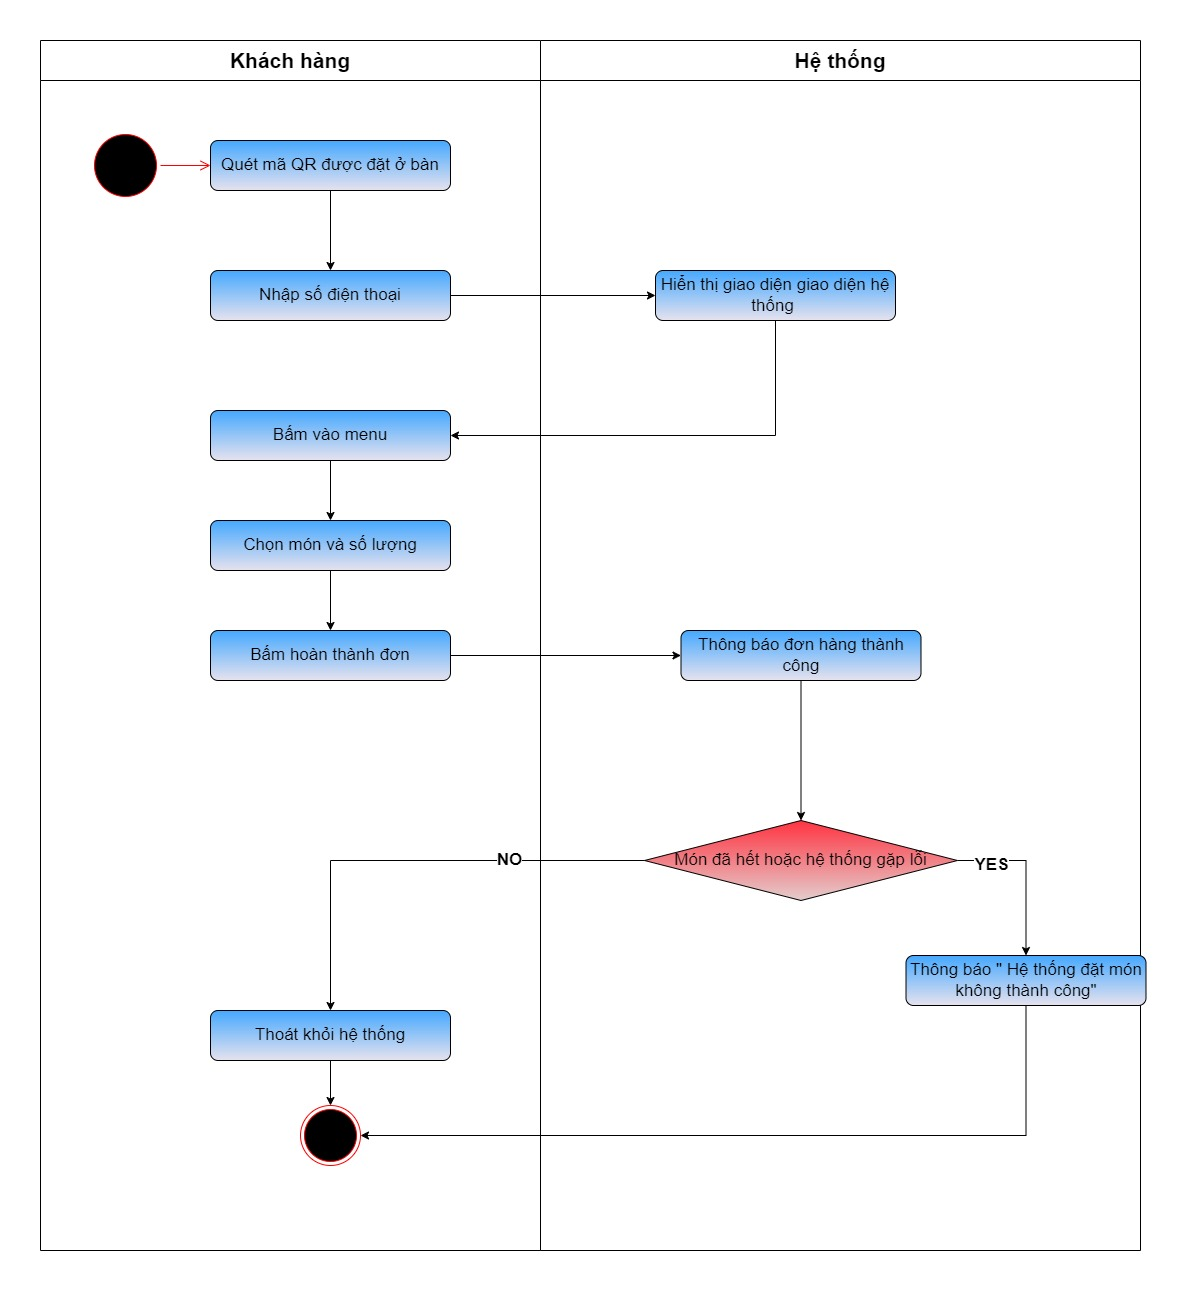 Khách hàng
Hệ thống
Quét mã QR được đặt ở bàn
Nhâp số điện thoại
Hiển thị giao diện giao diện hệ
thống
Bấm vào menu
Chọn món và số lượng
Bấm hoàn thành đơn
Thông báo đơn hàng thành
công
Món đã hết hoặc hệ thống gặp lỗi
NO
YES
Thông báo " Hệ thống đặt món
không thành công"
Thoát khỏi hệ thống